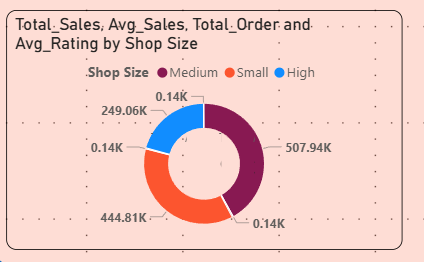 Total_Sales, Avg_Sales, Total_Order and
Avg_Rating by Shop Size
Shop Size Medium Small High
0.14K
249.06K
0.14K
507.94K
444.81K
0.14K